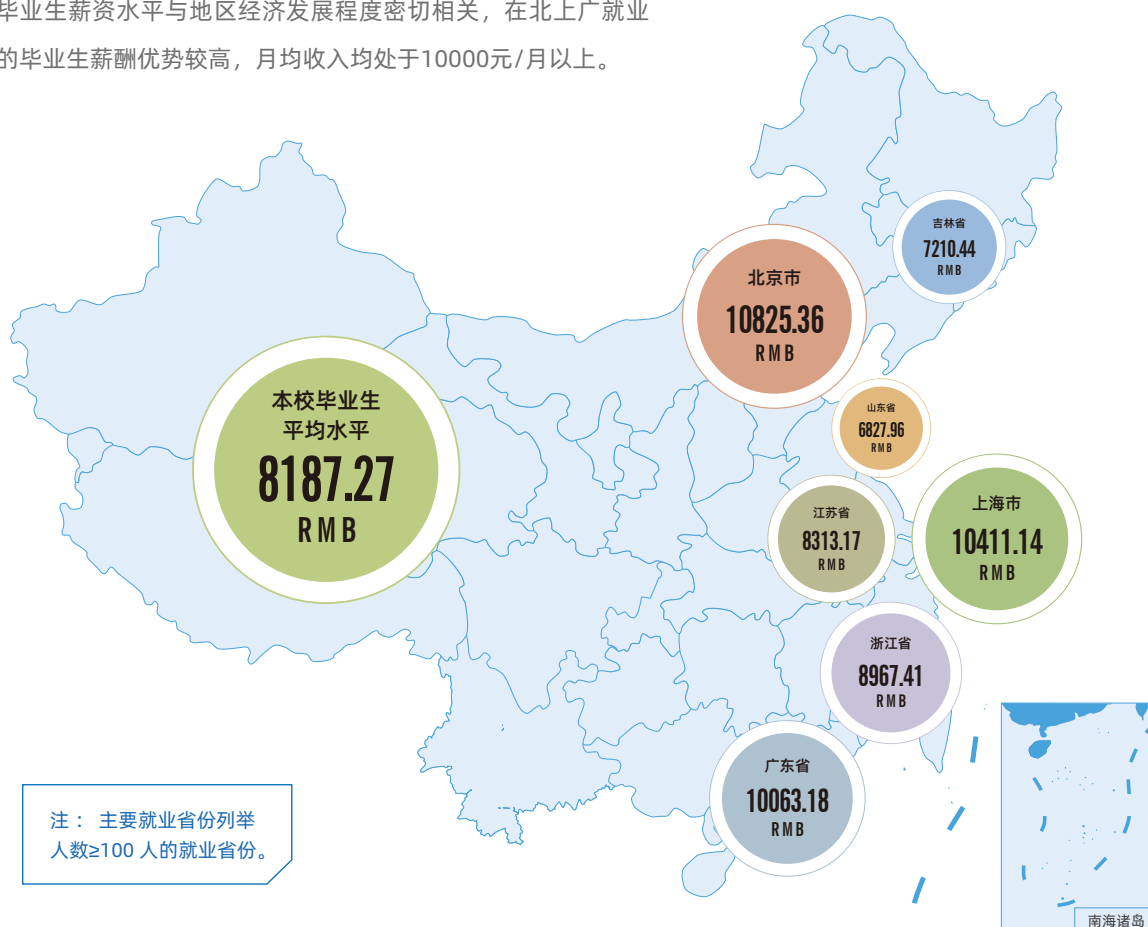 毕业生薪资水平与地区经济发展程度密切相关，在北上广就业
的毕业生薪酬优势较高，月均收入均处于10000元/月以上。
吉林省
7210.44
RMB
北京市
10825.36
RMB
本校毕业生
平均水平
8187.27
RMB
山东省
6827.96
RMB
江苏省
8313.17
RMB
上海市
10411.14
RMB
浙江省
8967.41
RMB
广东省
10063.18
RMB
注： 主要就业省份列举
人数≥100 人的就业省份。
南海诸岛